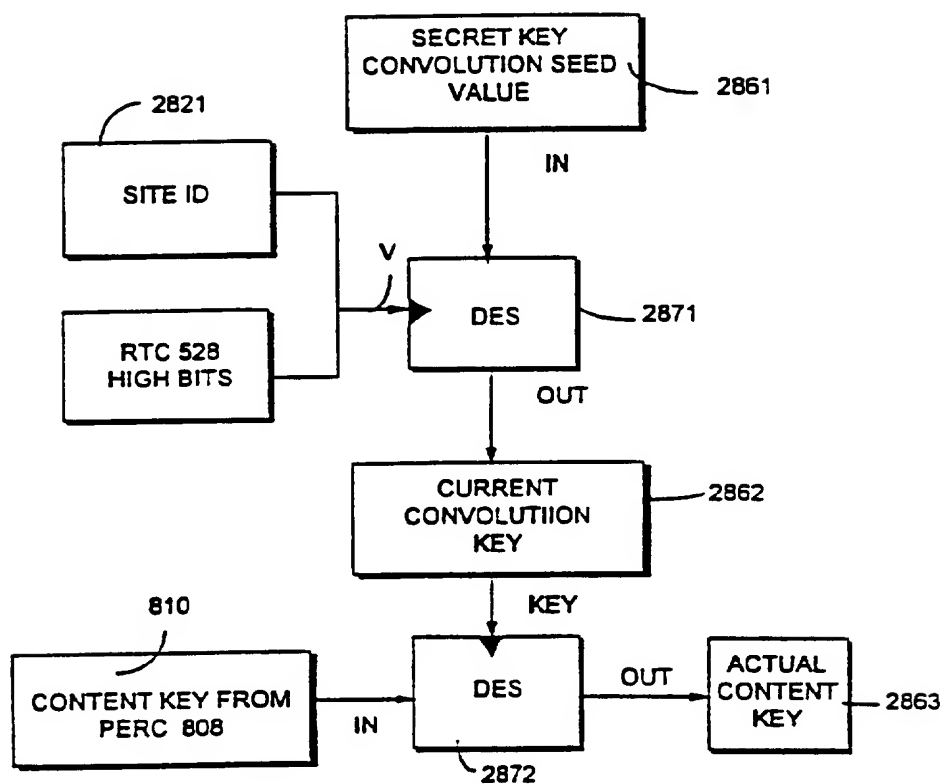 SECRET KEY
CONVOLUTION SEED
VALUE
2861
2821
IN
SITE ID
V
DES
2871
RTC 528
HIGH BITS
OUT
CURRENT
CONVOLUTIION
KEY
2862
KEY
810
CONTENT KEY FROM
PERC 808
IN
DES
OUT
ACTUAL
CONTENT
KEY
2863
2872